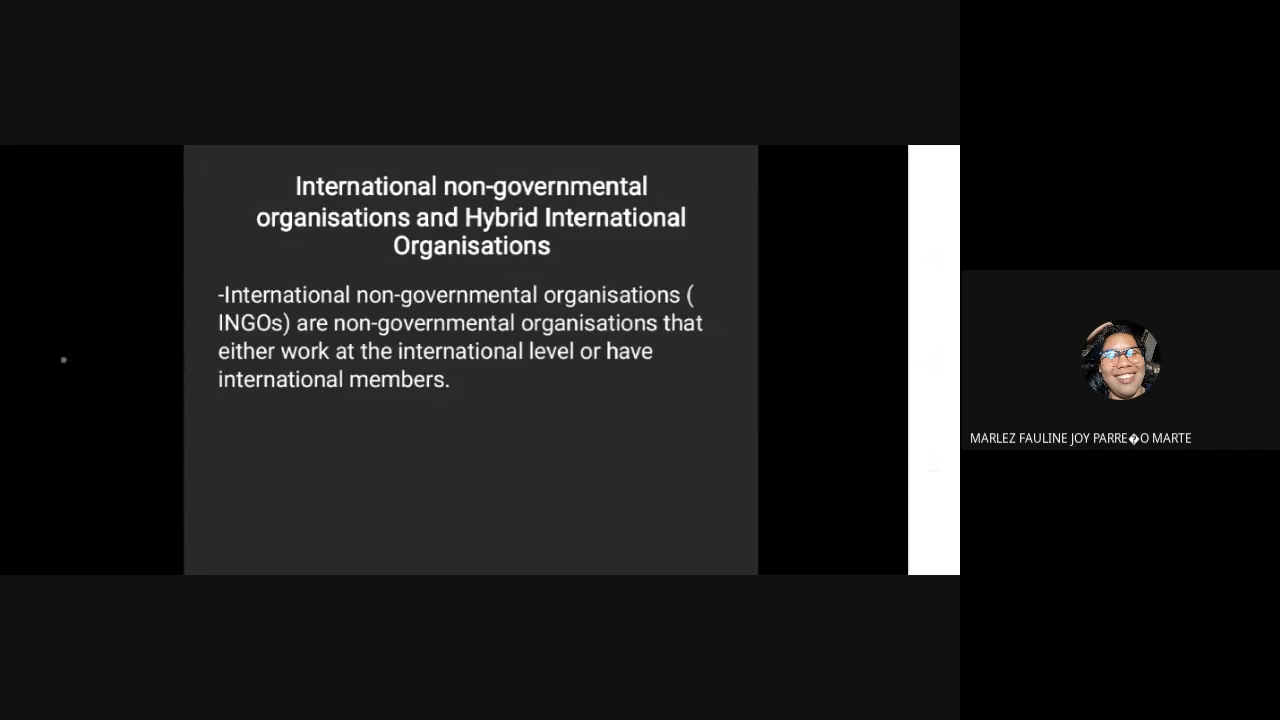 International non-governmental
organisations and Hybrid International
Organisations
-International non-governmental organisations (
INGOs) are non-governmental organisations that
either work at the international level or have
international members.
MARLEZ FAULINE JOY PARRE�O MARTE